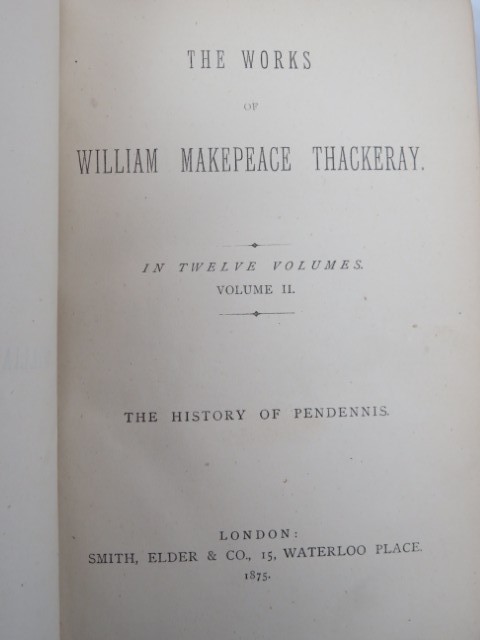 THE WORKS
OF
WILLIAM MAKEPEACE THACKERAY.
IN TWELVE VOLUMES.
VOLUME II.
THE HISTORY OF PENDENNIS.
LONDON:
SMITH, ELDER & CO., 15, WATERLOO PLACE.
1875.